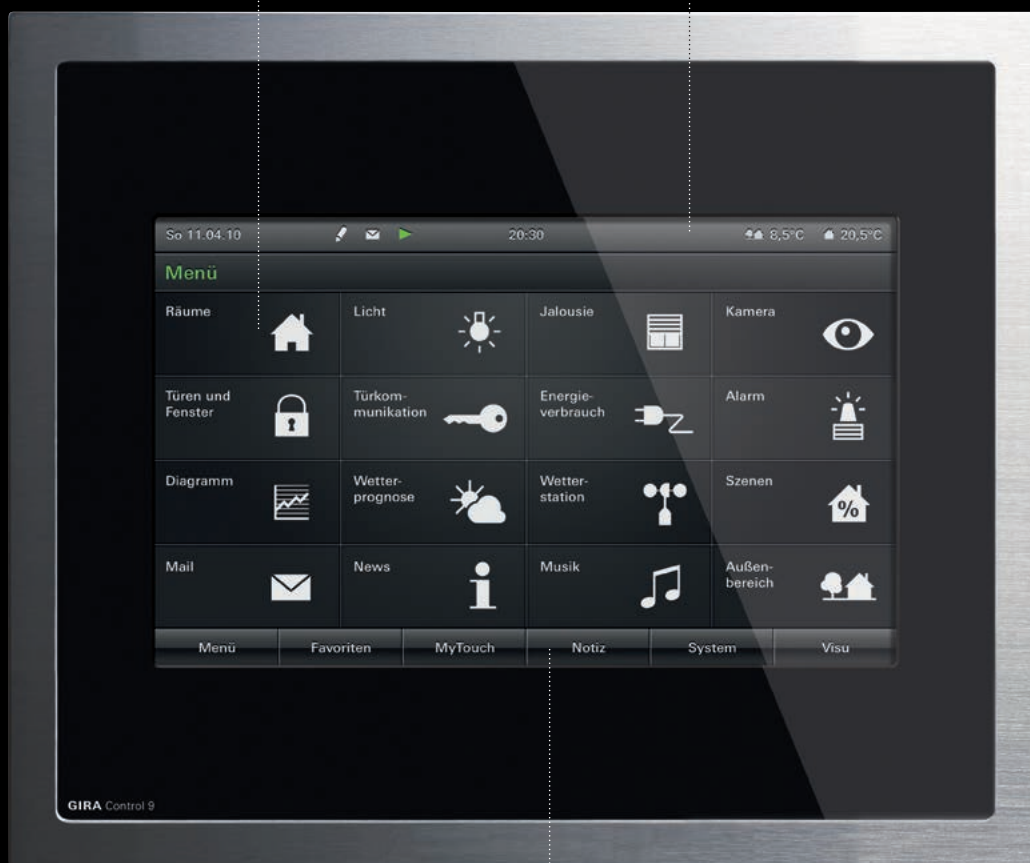 So 11.04.10 20:30 8,5°C 20,5°C
Menü
Räume
Licht
Jalousie
Kamera
Türen und
Fenster
Türkom-
munikation
Energie-
verbrauch
Alarm
Diagramm
Wetter-
prognose
Wetter-
station
Szenen
%
Mail
News
Musik
Außen-
bereich
Menü Favoriten MyTouch Notiz System Visu
GIRA Control 9